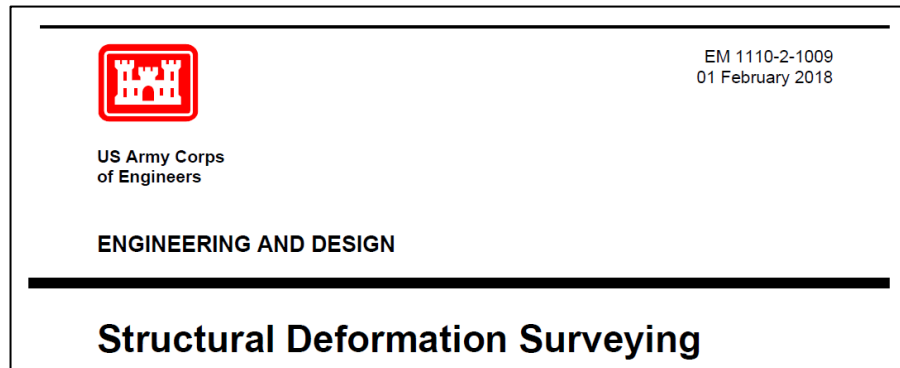 EM 1110-2-1009
01 February 2018
US Army Corps
of Engineers
ENGINEERING AND DESIGN
Structural Deformation Surveying